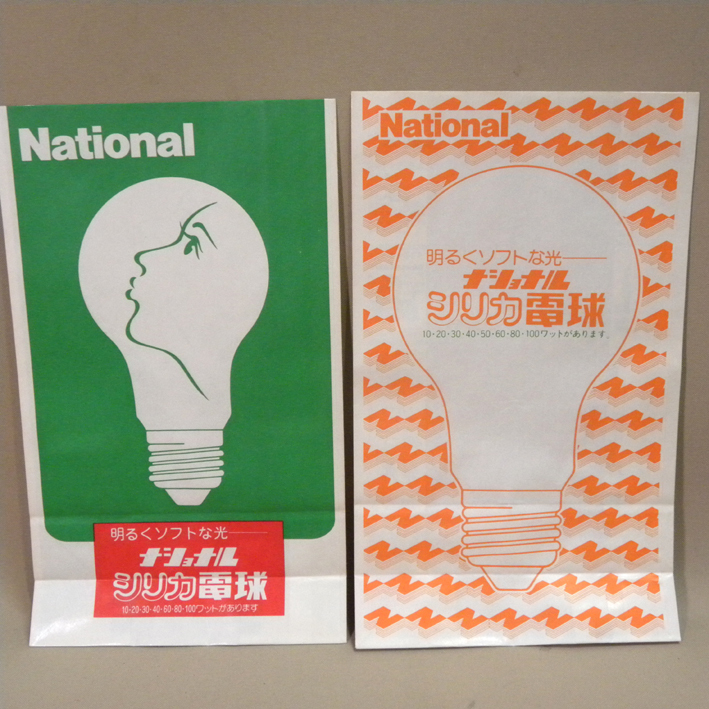 National
明るくソフトな光――
ナショナル
シリカ電球
10・20・30・40・60・80・100ワットがあります
National
明るくソフトな光――
ナショナル
シリカ電球
10・20・30・40・50・60・80・100ワットがあります。